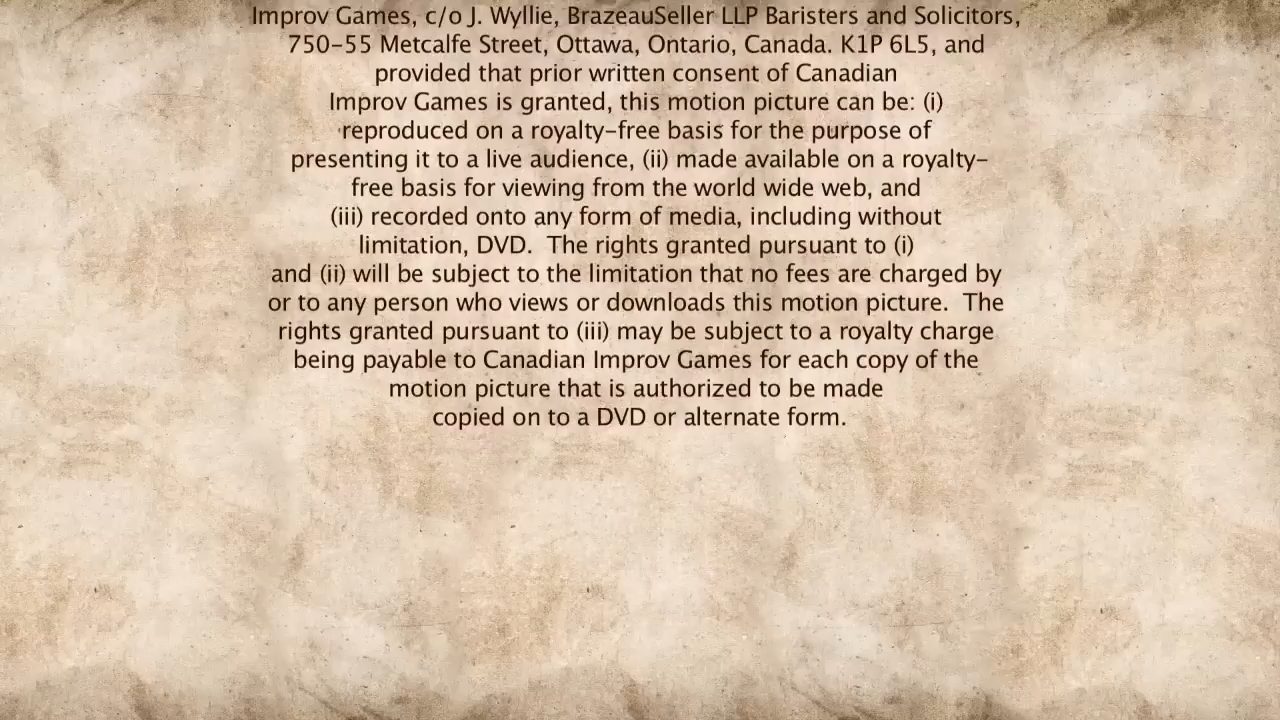 Improv Games, c/o J. Wyllie, BrazeauSeller LLP Baristers and Solicitors,
750-55 Metcalfe Street, Ottawa, Ontario, Canada. K1P 6L5, and
provided that prior written consent of Canadian
Improv Games is granted, this motion picture can be: (i)
reproduced on a royalty-free basis for the purpose of
presenting it to a live audience, (ii) made available on a royalty-
free basis for viewing from the world wide web, and
(iii) recorded onto any form of media, including without
limitation, DVD.  The rights granted pursuant to (i)
and (ii) will be subject to the limitation that no fees are charged by
or to any person who views or downloads this motion picture.  The
rights granted pursuant to (iii) may be subject to a royalty charge
being payable to Canadian Improv Games for each copy of the
motion picture that is authorized to be made
copied on to a DVD or alternate form.